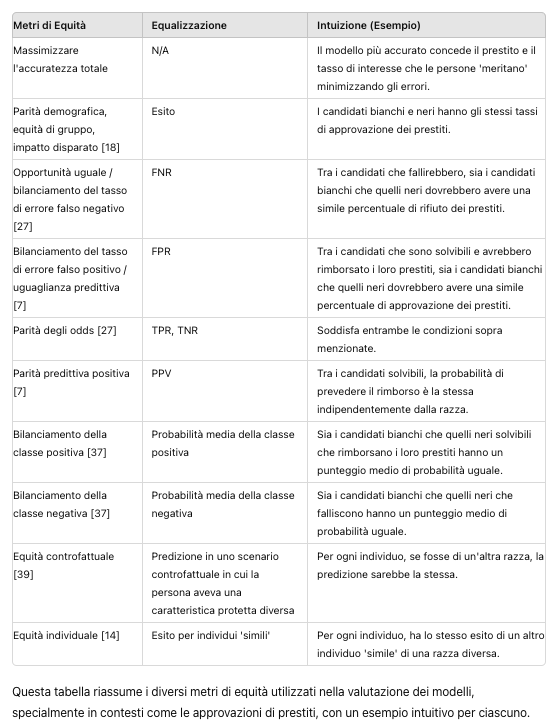 Metri di Equità
Equalizzazione
Intuizione (Esempio)
Massimizzare
l'accuratezza totale
N/A
Il modello più accurato concede il prestito e il
tasso di interesse che le persone 'meritano'
minimizzando gli errori.
Parità demografica,
equità di gruppo,
impatto disparato [18]
Esito
I candidati bianchi e neri hanno gli stessi tassi
di approvazione dei prestiti.
Opportunità uguale /
bilanciamento del tasso
di errore falso negativo
[27]
FNR
Tra i candidati che fallirebbero, sia i candidati
bianchi che quelli neri dovrebbero avere una
simile percentuale di rifiuto dei prestiti.
Bilanciamento del tasso
di errore falso positivo /
uguaglianza predittiva
[7]
FPR
Tra i candidati che sono solvibili e avrebbero
rimborsato i loro prestiti, sia i candidati bianchi
che quelli neri dovrebbero avere una simile
percentuale di approvazione dei prestiti.
Parità degli odds [27]
TPR, TNR
Soddisfa entrambe le condizioni sopra
menzionate.
Parità predittiva positiva
[7]
PPV
Tra i candidati solvibili, la probabilità di
prevedere il rimborso è la stessa
indipendentemente dalla razza.
Bilanciamento della
classe positiva [37]
Probabilità media della classe
positiva
Sia i candidati bianchi che quelli neri solvibili
che rimborsano i loro prestiti hanno un
punteggio medio di probabilità uguale.
Bilanciamento della
classe negativa [37]
Probabilità media della classe
negativa
Sia i candidati bianchi che quelli neri che
falliscono hanno un punteggio medio di
probabilità uguale.
Equità controfattuale
[39]
Predizione in uno scenario
controfattuale in cui la
persona aveva una
caratteristica protetta diversa
Per ogni individuo, se fosse di un'altra razza, la
predizione sarebbe la stessa.
Equità individuale [14]
Esito per individui 'simili'
Per ogni individuo, ha lo stesso esito di un altro
individuo 'simile' di una razza diversa.
Questa tabella riassume i diversi metri di equità utilizzati nella valutazione dei modelli,
specialmente in contesti come le approvazioni di prestiti, con un esempio intuitivo per ciascuno.